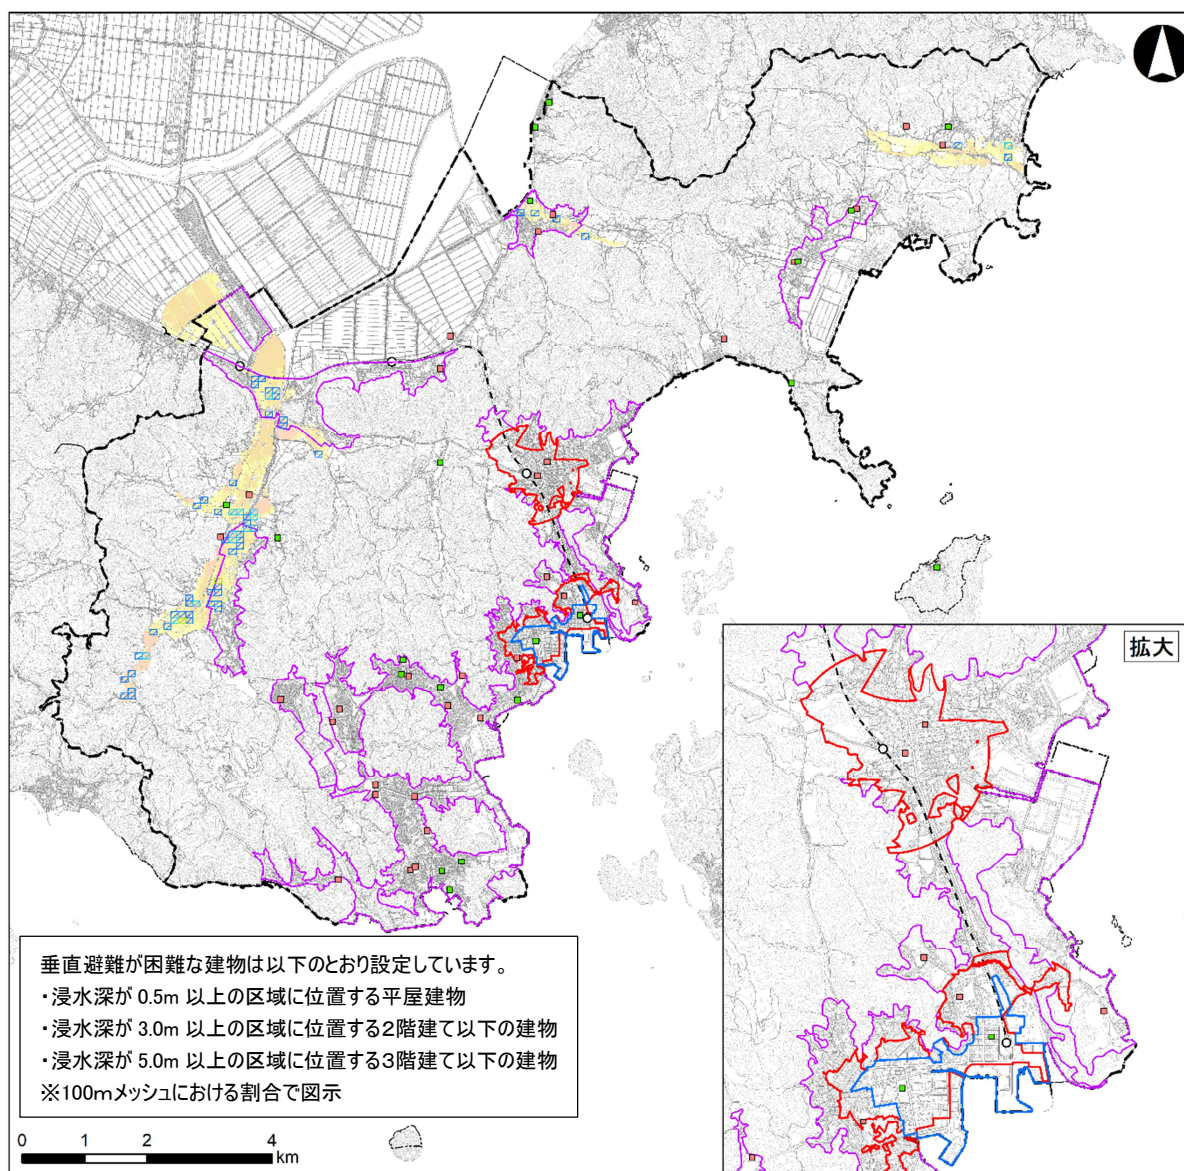 拡大
垂直避難が困難な建物は以下のとおり設定しています。
・浸水深が 0.5m 以上の区域に位置する平屋建物
・浸水深が 3.0m 以上の区域に位置する2階建て以下の建物
・浸水深が 5.0m 以上の区域に位置する3階建て以下の建物
※100mメッシュにおける割合で図示
0 1 2 4
km